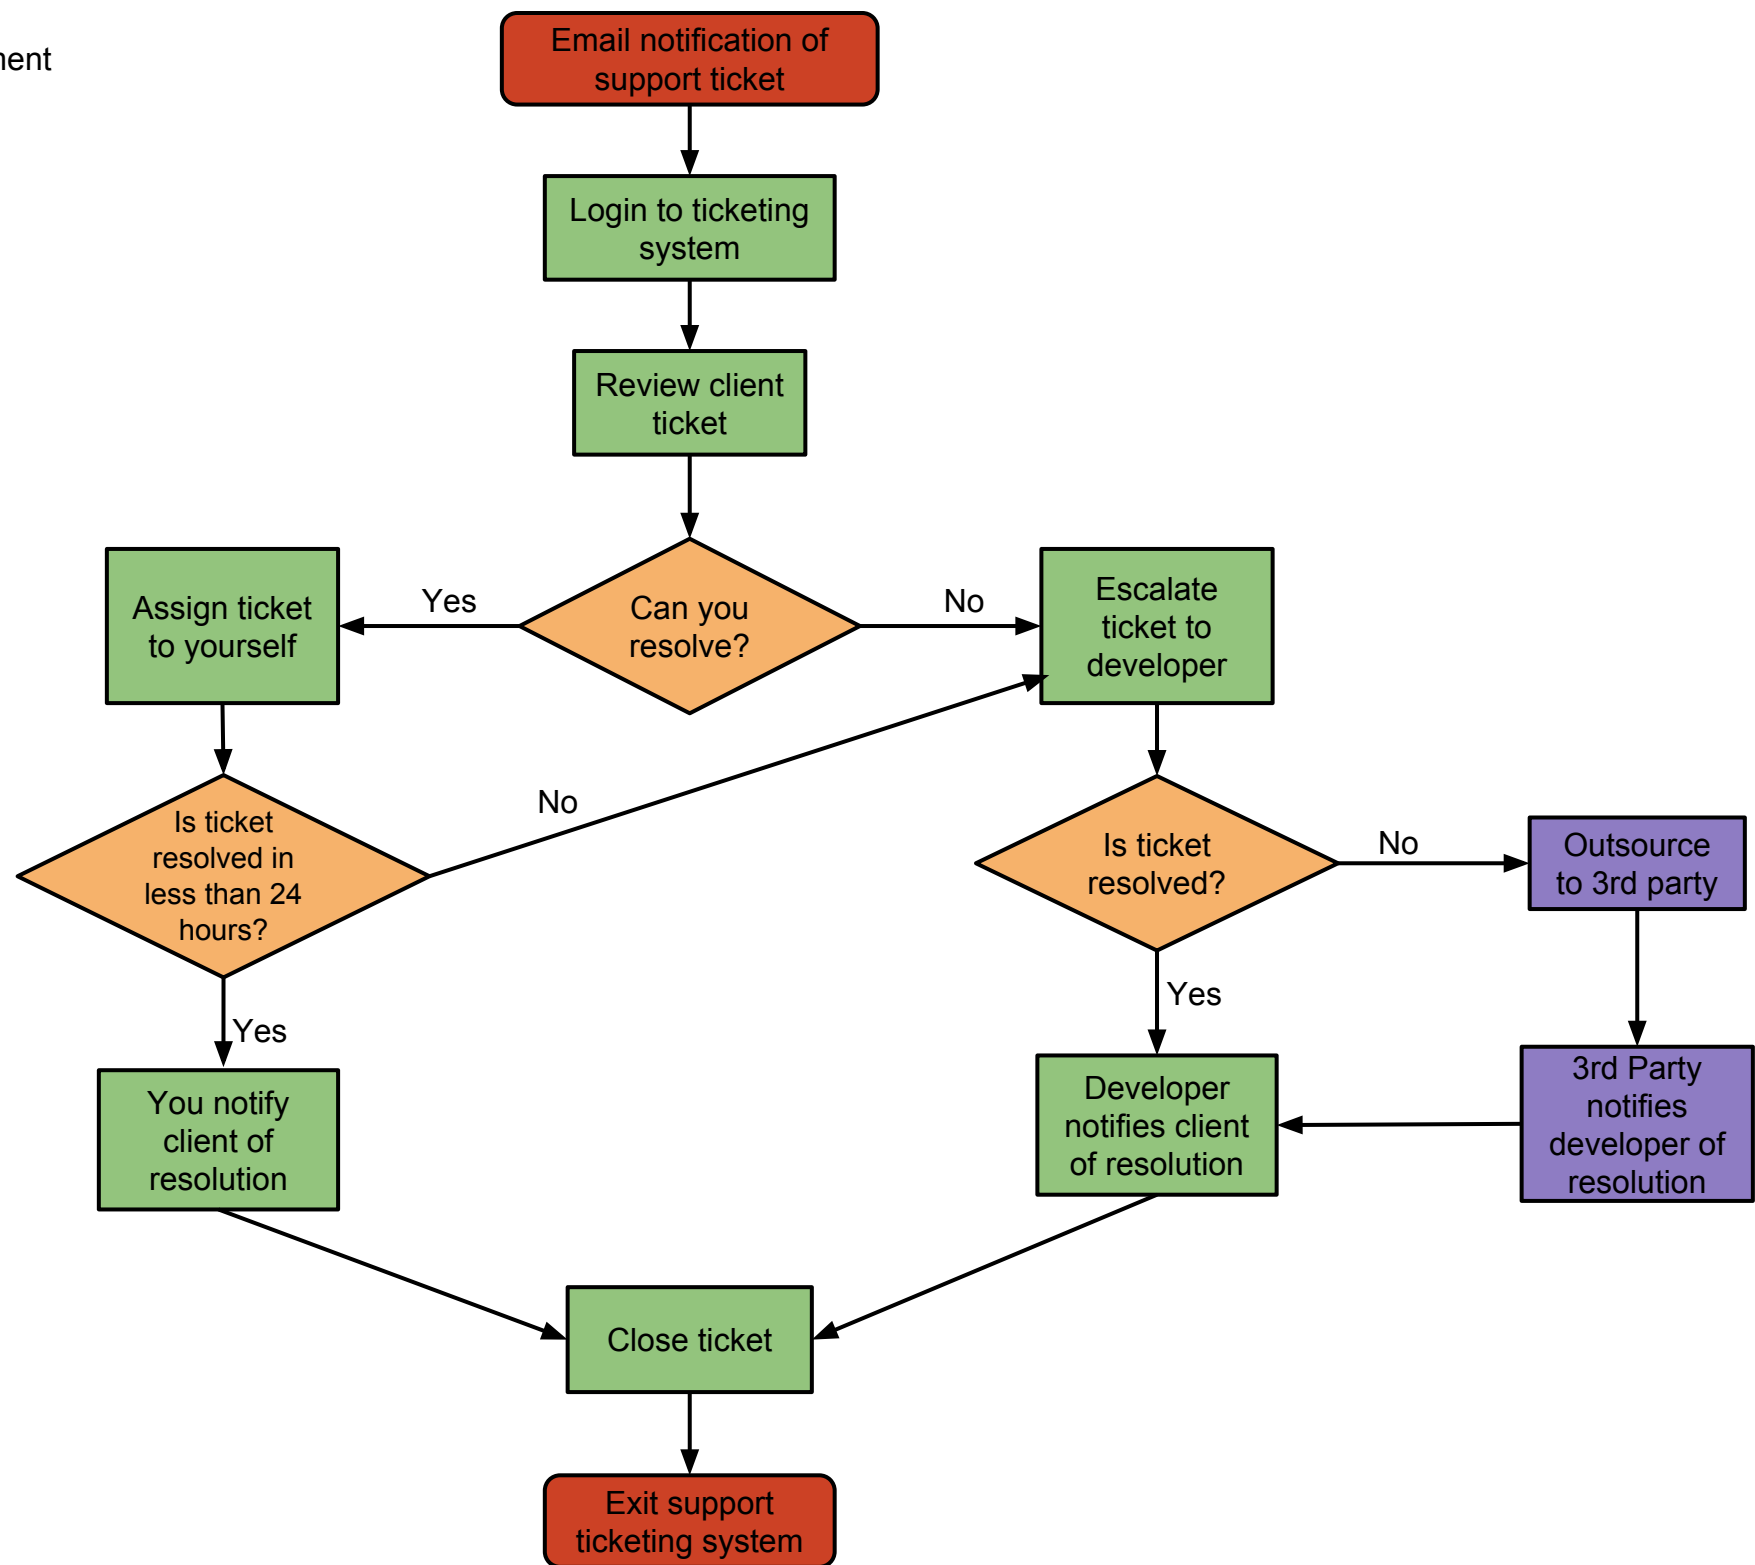 Email notification of
support ticket
Login to ticketing
system
Review client
ticket
Can you
resolve?
Yes
No
Assign ticket
to yourself
Escalate
ticket to
developer
Is ticket
resolved in
less than 24
hours?
No
Yes
Is ticket
resolved?
No
Yes
Outsource
to 3rd party
You notify
client of
resolution
Developer
notifies client
of resolution
3rd Party
notifies
developer of
resolution
Close ticket
Exit support
ticketing system